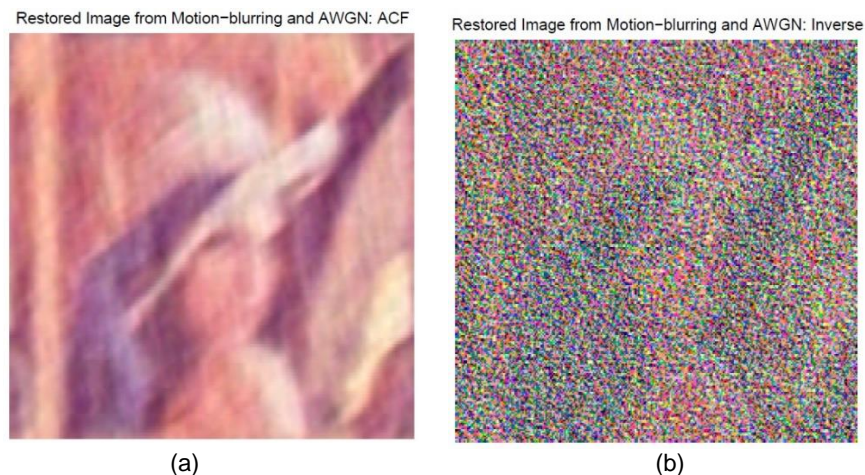 Restored Image from Motion−blurring and AWGN: ACF
Restored Image from Motion−blurring and AWGN: Inverse
(a)
(b)